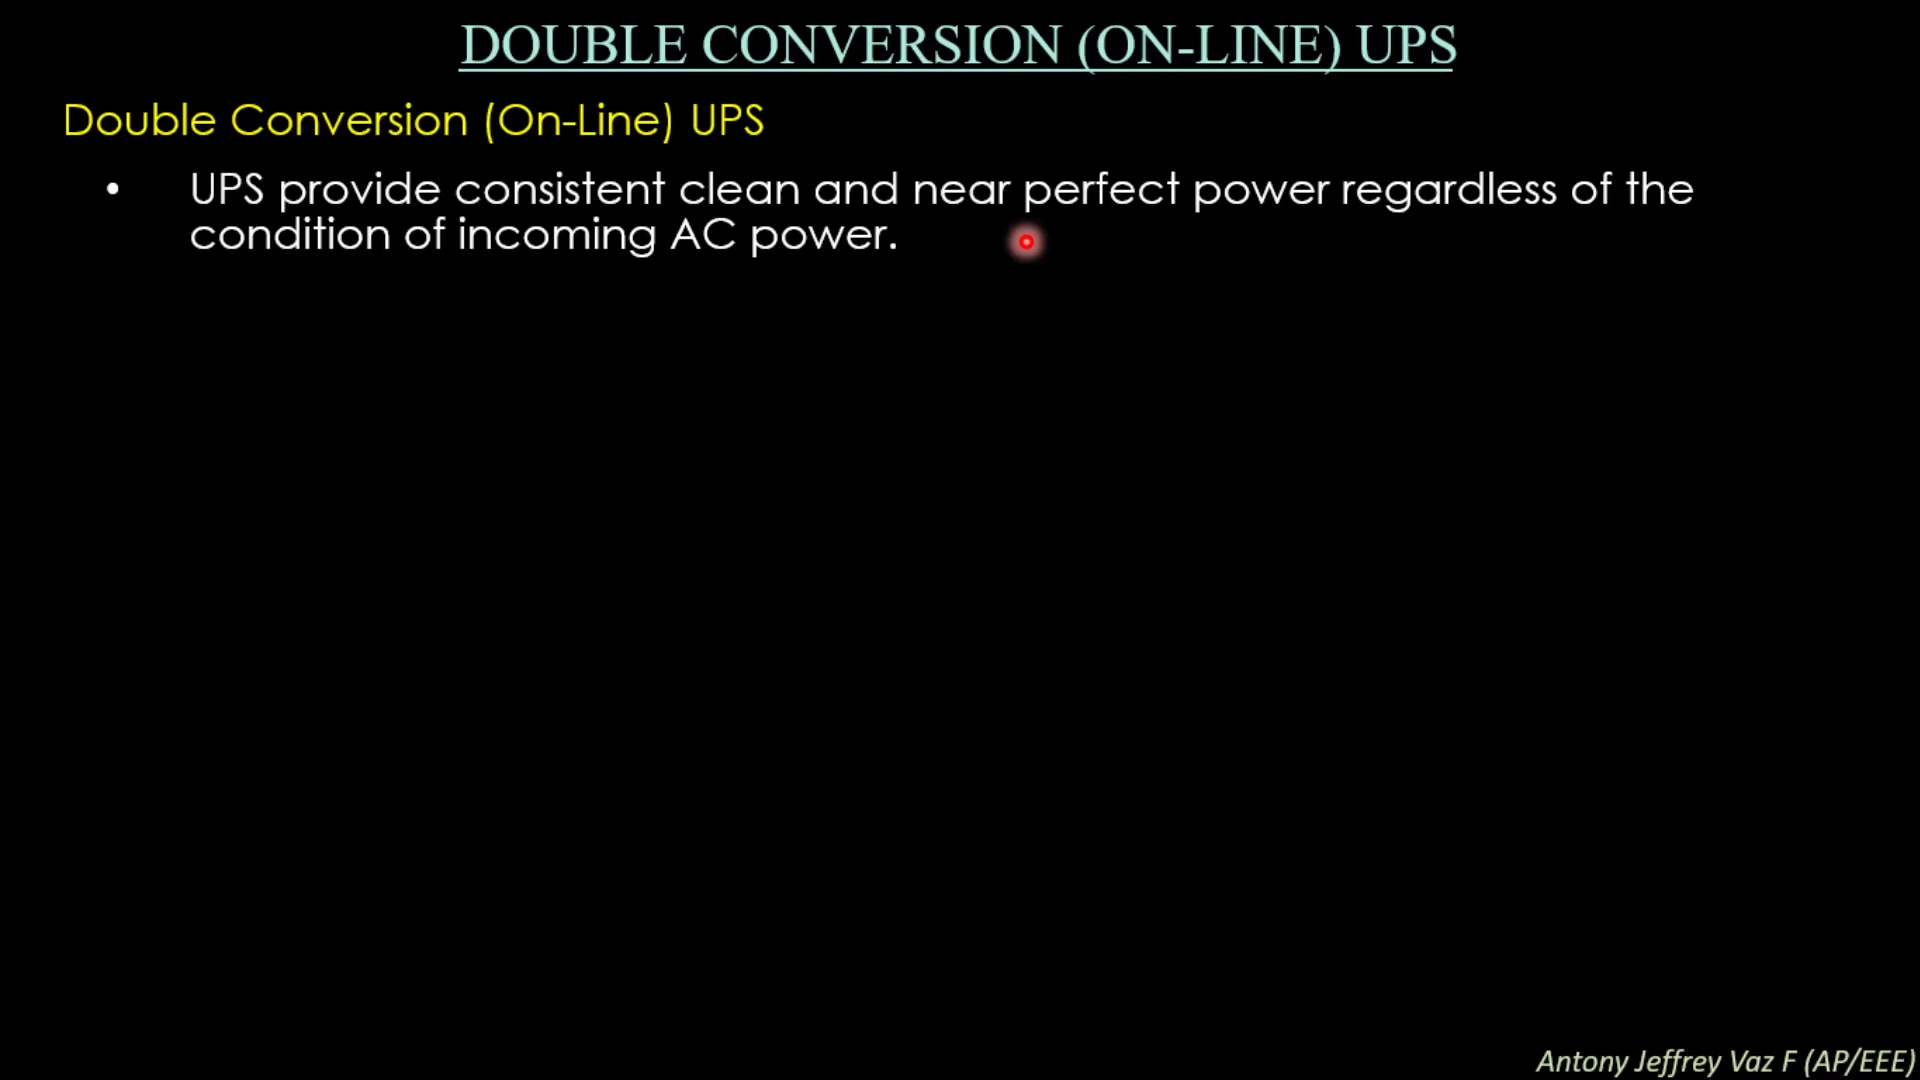 DOUBLE CONVERSION (ON-LINE) UPS
Double Conversion (On-Line) UPS
• UPS provide consistent clean and near perfect power regardless of the
condition of incoming AC power.
Antony Jeffrey Vaz F (AP/EEE)